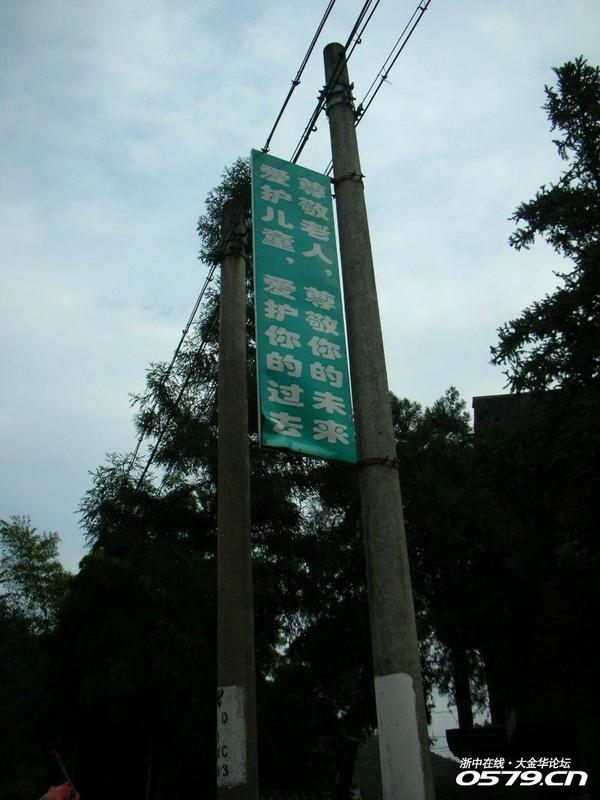 尊敬老人，尊敬你的未来
爱护儿童，爱护你的过去
浙中在线·大金华论坛
0579.CN